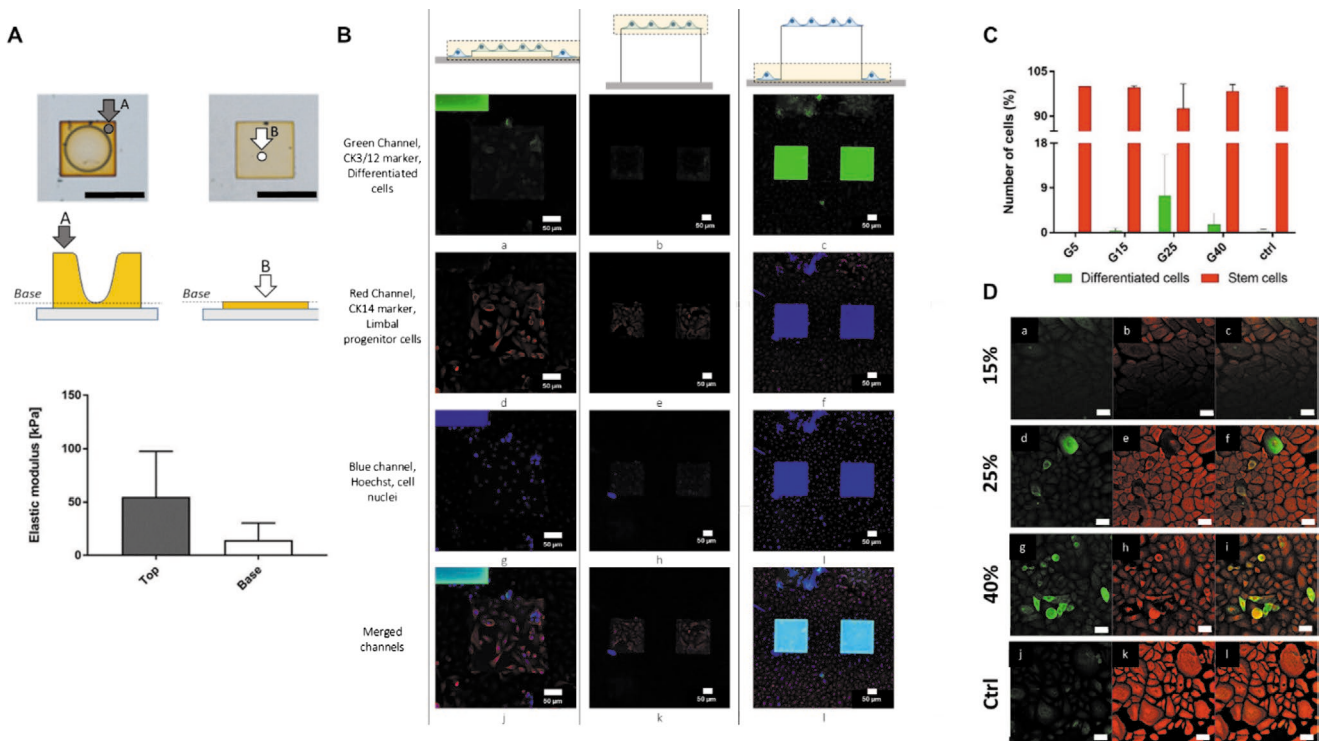 A
A
B
A
B
Base
Base
150
100
50
0
Elastic modulus [kPa]
Top
Base
B
Green Channel,
CK3/12 marker,
Differentiated
cells
50 µm
50 µm
50 µm
a
b
c
Red Channel,
CK14 marker,
Limbal
progenitor cells
50 µm
50 µm
50 µm
d
e
f
Blue channel,
Hoechst, cell
nuclei
50 µm
50 µm
50 µm
g
h
I
Merged
channels
50 µm
50 µm
50 µm
j
k
l
C
105
90
18
9
0
Number of cells (%)
G5
G15
G25
G40
ctrl
Differentiated cells
Stem cells
D
15%
a
b
c
25%
d
e
f
40%
g
h
i
Ctrl
j
k
l